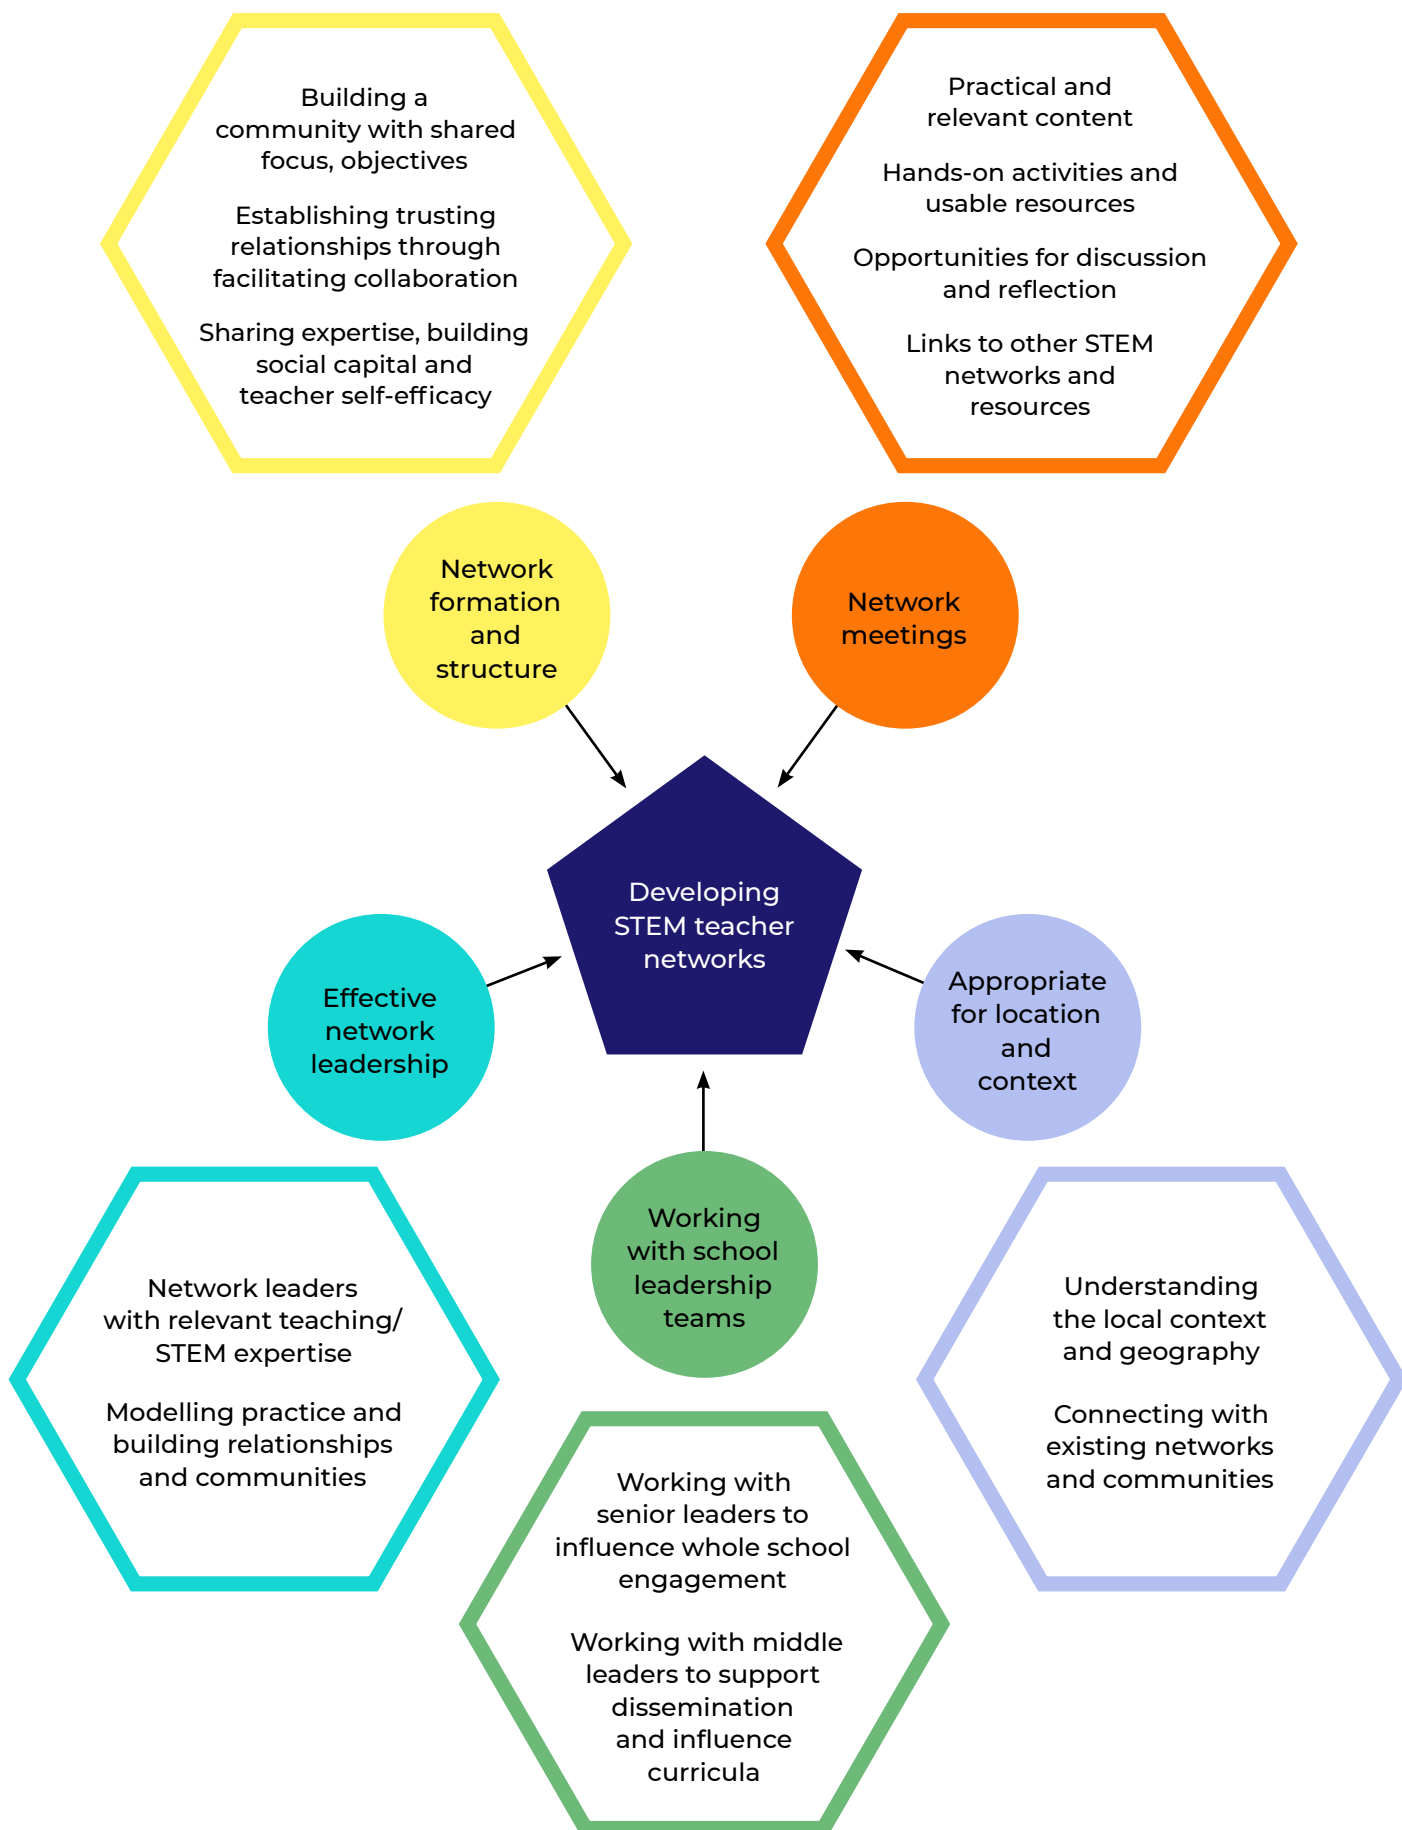 Building a
community with shared
focus, objectives
Establishing trusting
relationships through
facilitating collaboration
Sharing expertise, building
social capital and
teacher self-efficacy
Practical and
relevant content
Hands-on activities and
usable resources
Opportunities for discussion
and reflection
Links to other STEM
networks and
resources
Network
formation
and
structure
Network
meetings
Developing
STEM teacher
networks
Effective
network
leadership
Appropriate
for location
and
context
Working
with school
leadership
teams
Network leaders
with relevant teaching/
STEM expertise
Modelling practice and
building relationships
and communities
Understanding
the local context
and geography
Connecting with
existing networks
and communities
Working with
senior leaders to
influence whole school
engagement
Working with middle
leaders to support
dissemination
and influence
curricula